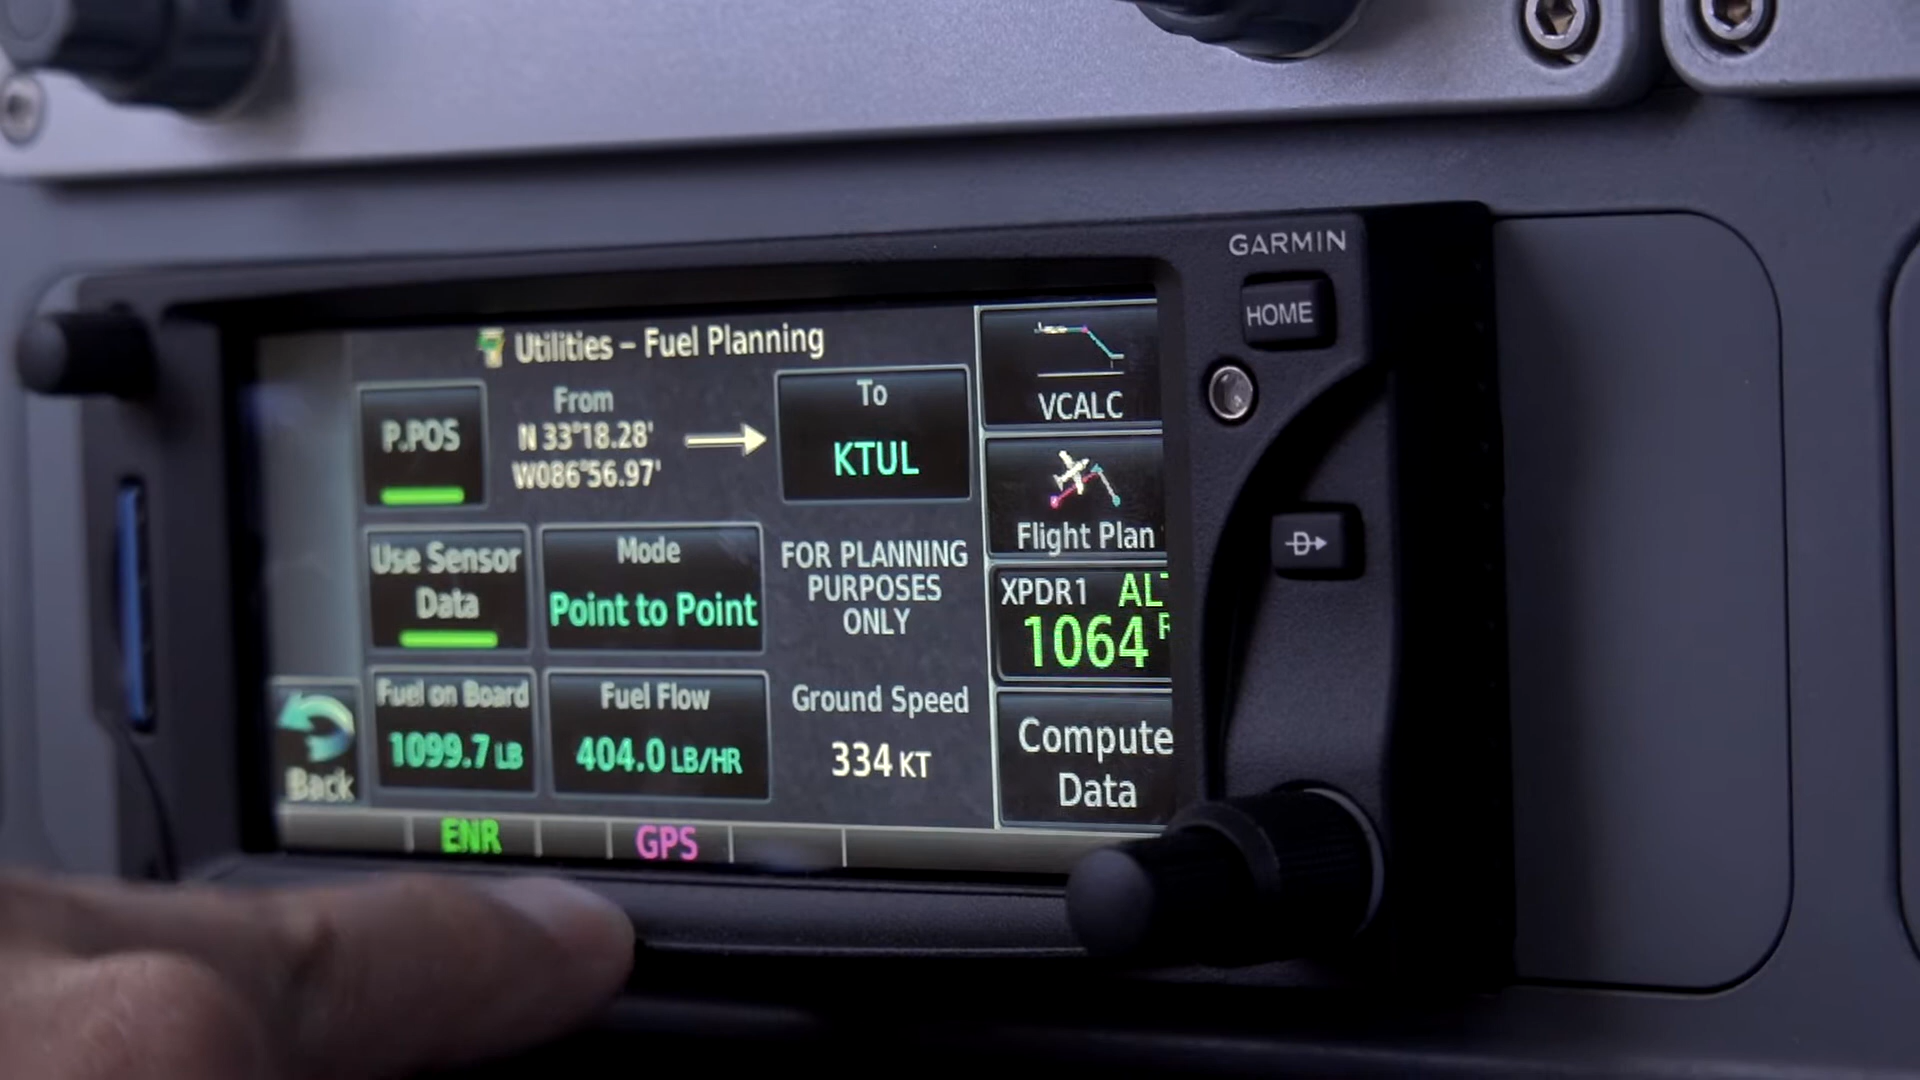 GARMIN
HOME
Utilities – Fuel Planning
P.POS
From
N 33°18.28'
W086°56.97'
To
KTUL
VCALC
Use Sensor
Data
Mode
Point to Point
FOR PLANNING
PURPOSES
ONLY
Flight Plan
XPDR1
1064
Fuel on Board
1099.7 LB
Fuel Flow
404.0 LB/HR
Ground Speed
334 KT
Compute
Data
Back
ENR
GPS
D